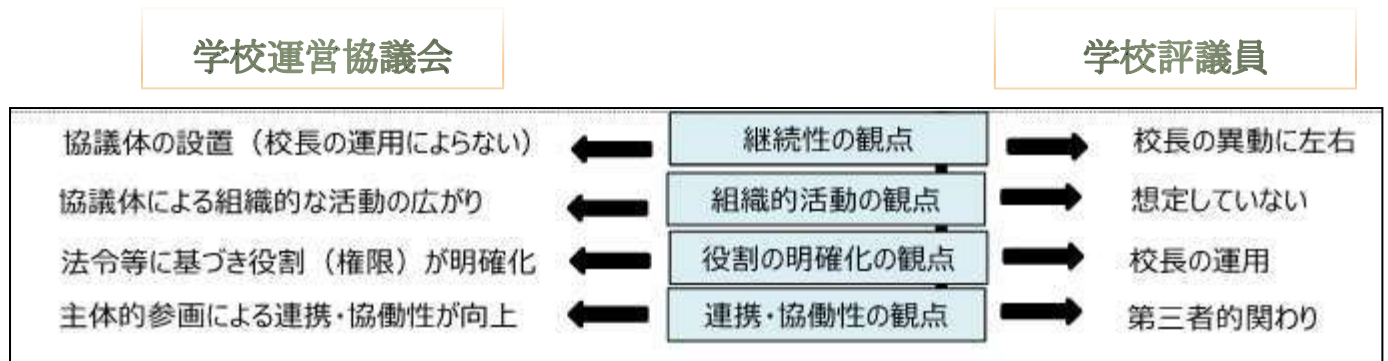 学校運営協議会 学校評議員
協議体の設置（校長の運用によらない） 継続性の観点 校長の異動に左右
協議体による組織的な活動の広がり 組織的活動の観点 想定していない
法令等に基づき役割（権限）が明確化 役割の明確化の観点 校長の運用
主体的参画による連携・協働性が向上 連携・協働性の観点 第三者的関わり